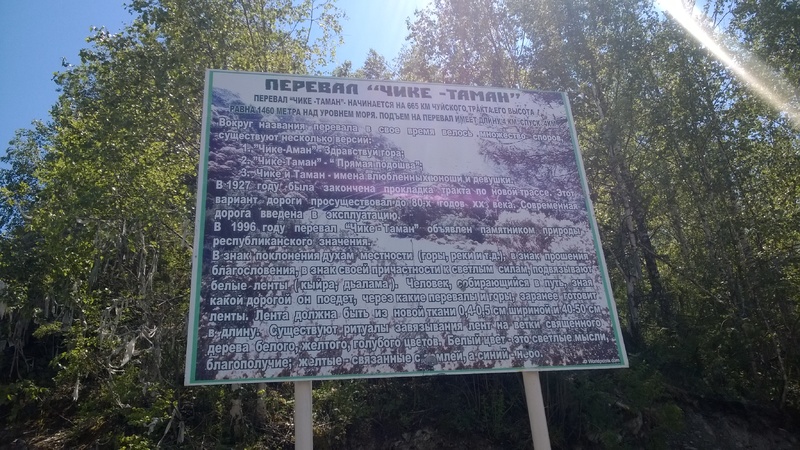 ПЕРЕВАЛ "ЧИКЕ -ТАМАН"
ПЕРЕВАЛ "ЧИКЕ -ТАМАН"- НАЧИНАЕТСЯ НА 665 КМ ЧУЙСКОГО ТРАКТА,ЕГО ВЫСОТА
РАВНА 1460 МЕТРА НАД УРОВНЕМ МОРЯ. ПОДЪЕМ НА ПЕРЕВАЛ ИМЕЕТ ДЛИНУ 4 КМ, СПУСК
Вокруг названия перевала в свое время велось множество споров,
существуют несколько версий:
1. "Чике-Аман" - Здравствуй гора;
2. "Чике-Таман" - "Прямая подошва";
3. Чике и Таман - имена влюбленных юноши и девушки.
В 1927 году была закончена прокладка тракта по новой трассе. Этот
вариант дороги просуществовал до 80-х годов XX века. Современная
дорога введена в эксплуатацию.
В 1996 году перевал "Чике-Таман" объявлен памятником природы
республиканского значения.
В знак поклонения духам местности (горы, реки и т.д.), в знак прошения
благословения, в знак своей причастности к светлым силам, подвязывают
белые ленты (кыйра, дьалама). Человек, собирающийся в путь, зная
какой дорогой он поедет, через какие перевалы и горы, заранее готовит
ленты. Лента должна быть из новой ткани 0,4-0,5 см шириной и 40-50 см
в длину. Существуют ритуалы завязывания лент на ветки священного
дерева белого, желтого, голубого цветов. Белый цвет -это светлые мысли,
благополучие; желтые - связанные с землей, а синий- небо.